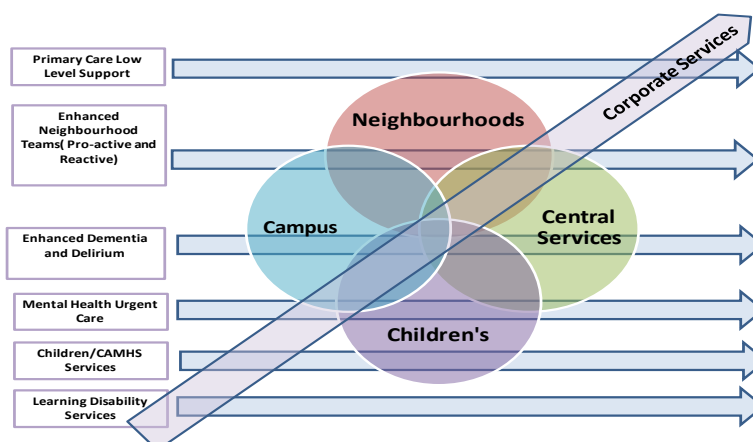 Primary Care Low
Level Support
Enhanced
Neighbourhood
Teams( Pro-active and
Reactive)
Enhanced Dementia
and Delirium
Mental Health Urgent
Care
Children/CAMHS
Services
Learning Disability
Services
Neighbourhoods
Campus
Central
Services
Children's
Corporate Services